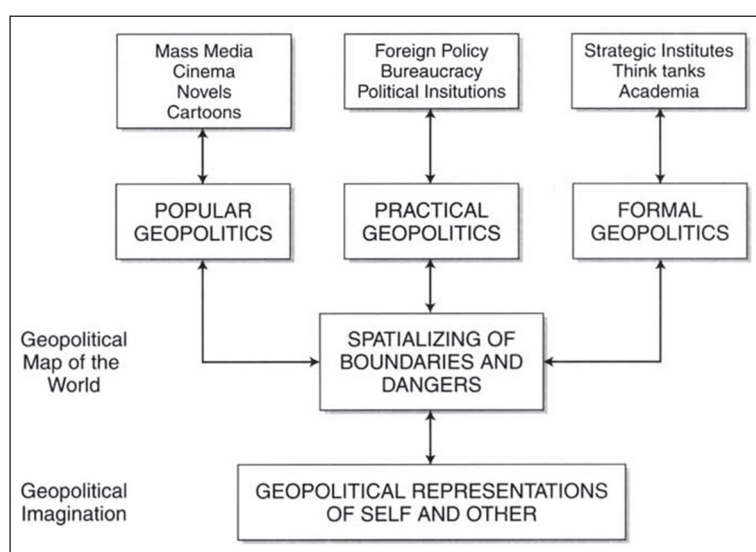 Mass Media
Cinema
Novels
Cartoons
Foreign Policy
Bureaucracy
Political Insitutions
Strategic Institutes
Think tanks
Academia
POPULAR
GEOPOLITICS
PRACTICAL
GEOPOLITICS
FORMAL
GEOPOLITICS
Geopolitical
Map of the
World
SPATIALIZING OF
BOUNDARIES AND
DANGERS
Geopolitical
Imagination
GEOPOLITICAL REPRESENTATIONS
OF SELF AND OTHER